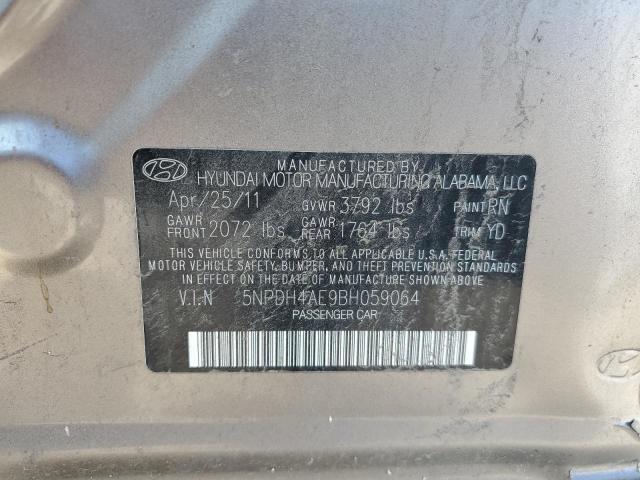 MANUFACTURED BY
HYUNDAI MOTOR MANUFACTURING ALABAMA, LLC
Apr/25/11 GVWR 3792 lbs PAINT RN
GAWR FRONT 2072 lbs GAWR REAR 1764 lbs TRIM YD
THIS VEHICLE CONFORMS TO ALL APPLICABLE U.S.A. FEDERAL
MOTOR VEHICLE SAFETY, BUMPER, AND THEFT PREVENTION
STANDARDS IN EFFECT ON THE DATE OF MANUFACTURE SHOWN ABOVE
V.I.N 5NPDH4AE9BH059064
PASSENGER CAR